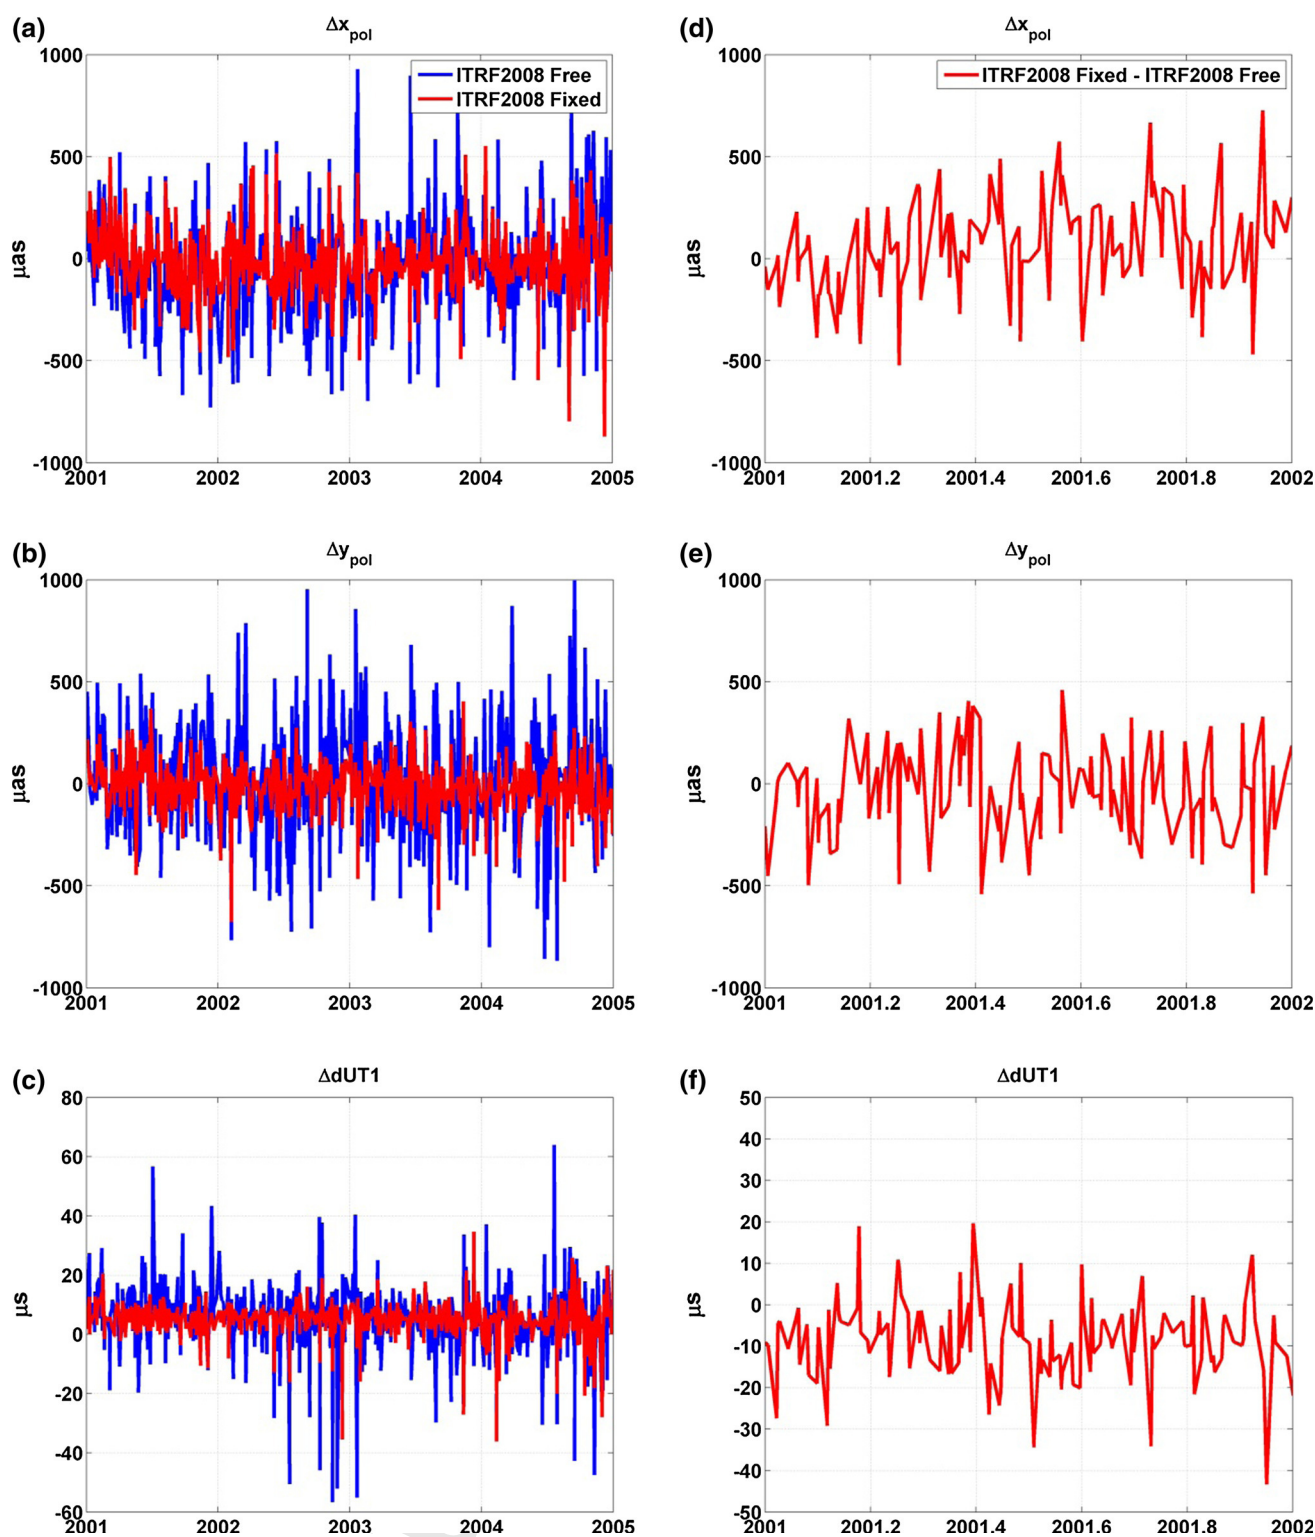 (a)
Δx_pol
1000
500
0
-500
-1000
μas
ITRF2008 Free
ITRF2008 Fixed
2001 2002 2003 2004 2005
(d)
Δx_pol
1000
500
0
-500
-1000
μas
ITRF2008 Fixed - ITRF2008 Free
2001 2001.2 2001.4 2001.6 2001.8 2002
(b)
Δy_pol
1000
500
0
-500
-1000
μas
2001 2002 2003 2004 2005
(e)
Δy_pol
1000
500
0
-500
-1000
μas
2001 2001.2 2001.4 2001.6 2001.8 2002
(c)
ΔdUT1
80
60
40
20
0
-20
-40
-60
μs
2001 2002 2003 2004 2005
(f)
ΔdUT1
50
40
30
20
10
0
-10
-20
-30
-40
-50
μs
2001 2001.2 2001.4 2001.6 2001.8 2002